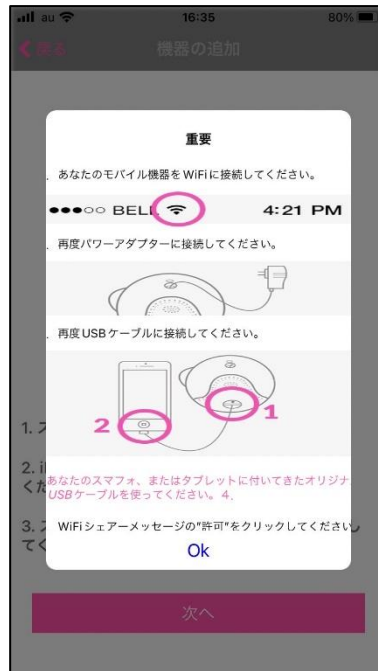 au 16:35 80%
戻る 機器の追加
重要
. あなたのモバイル機器をWiFiに接続してください。
BELL 4:21 PM
. 再度パワーアダプターに接続してください。
. 再度USBケーブルに接続してください。
1
2
1. ス
2. i
くだ
あなたのスマフォ、またはタブレットに付いてきたオリジナ
USBケーブルを使ってください。4.
3. ス
WiFiシェアーメッセージの"許可"をクリックしてください
てく
Ok
次へ